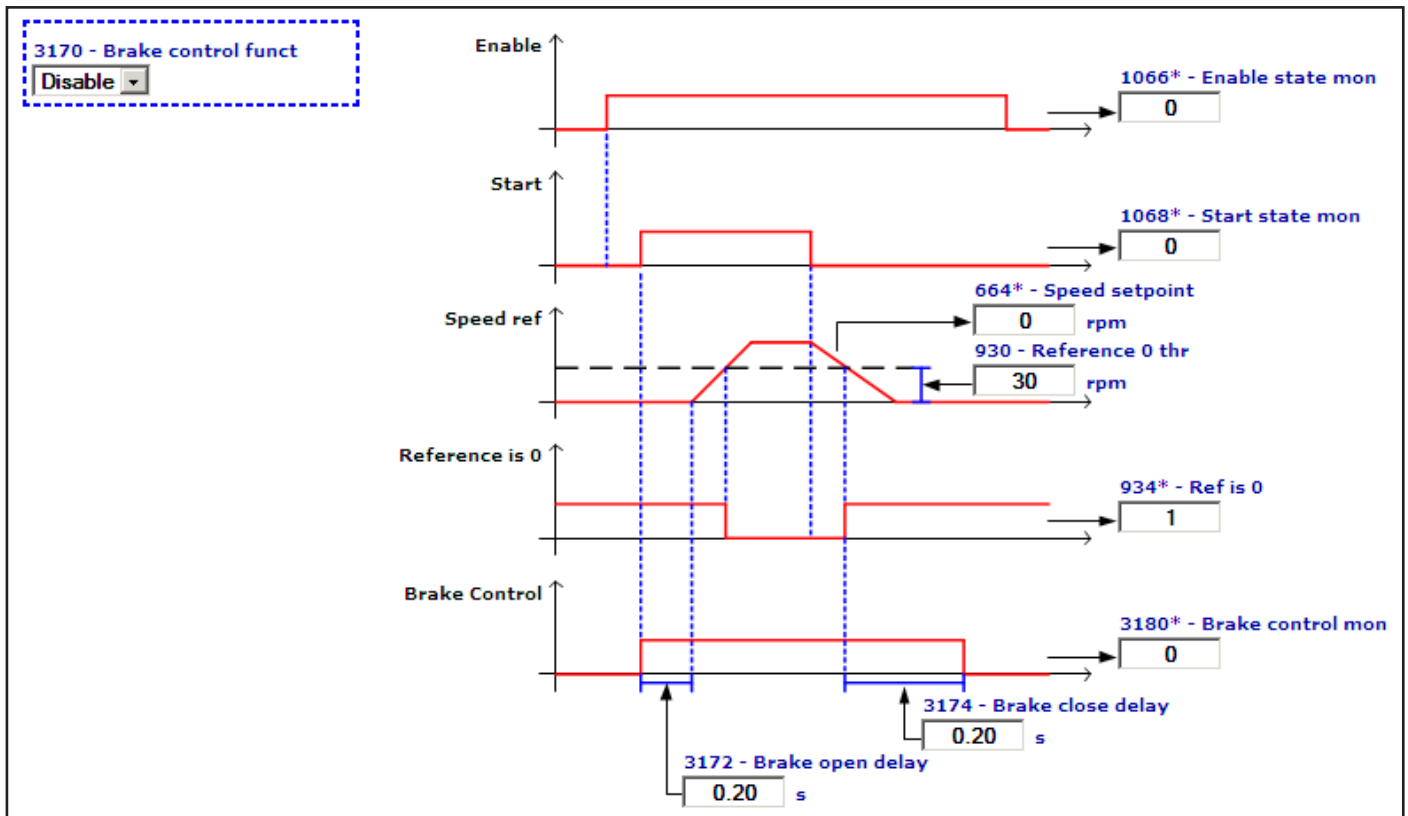 3170 - Brake control funct
Disable
Enable
1066* - Enable state mon
0
Start
1068* - Start state mon
0
Speed ref
664* - Speed setpoint
0 rpm
930 - Reference 0 thr
30 rpm
Reference is 0
934* - Ref is 0
1
Brake Control
3180* - Brake control mon
0
3174 - Brake close delay
0.20 s
3172 - Brake open delay
0.20 s